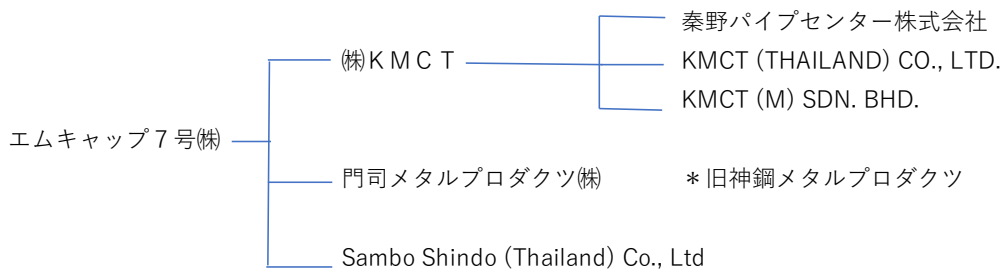 秦野パイプセンター株式会社
㈱ＫＭＣＴ
KMCT (THAILAND) CO., LTD.
KMCT (M) SDN. BHD.
エムキャップ７号㈱
門司メタルプロダクツ㈱ ＊旧神鋼メタルプロダクツ
Sambo Shindo (Thailand) Co., Ltd